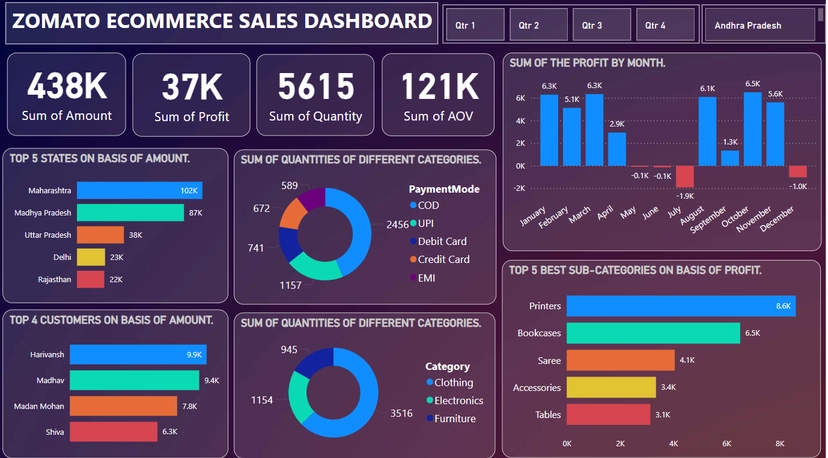 ZOMATO ECOMMERCE SALES DASHBOARD
Qtr 1
Qtr 2
Qtr 3
Qtr 4
Andhra Pradesh
438K
Sum of Amount
37K
Sum of Profit
5615
Sum of Quantity
121K
Sum of AOV
SUM OF THE PROFIT BY MONTH.
6K
4K
2K
0K
-2K
6.3K
5.1K
6.3K
2.9K
-0.1K
-0.1K
-1.9K
6.1K
1.3K
6.5K
5.6K
-1.0K
January
February
March
April
May
June
July
August
September
October
November
December
TOP 5 STATES ON BASIS OF AMOUNT.
Maharashtra 102K
Madhya Pradesh 87K
Uttar Pradesh 38K
Delhi 23K
Rajasthan 22K
SUM OF QUANTITIES OF DIFFERENT CATEGORIES.
589
672
741
1157
2456
PaymentMode
COD
UPI
Debit Card
Credit Card
EMI
TOP 5 BEST SUB-CATEGORIES ON BASIS OF PROFIT.
Printers 8.6K
Bookcases 6.5K
Saree 4.1K
Accessories 3.4K
Tables 3.1K
0K 2K 4K 6K 8K
TOP 4 CUSTOMERS ON BASIS OF AMOUNT.
Harivansh 9.9K
Madhav 9.4K
Madan Mohan 7.8K
Shiva 6.3K
SUM OF QUANTITIES OF DIFFERENT CATEGORIES.
945
1154
3516
Category
Clothing
Electronics
Furniture